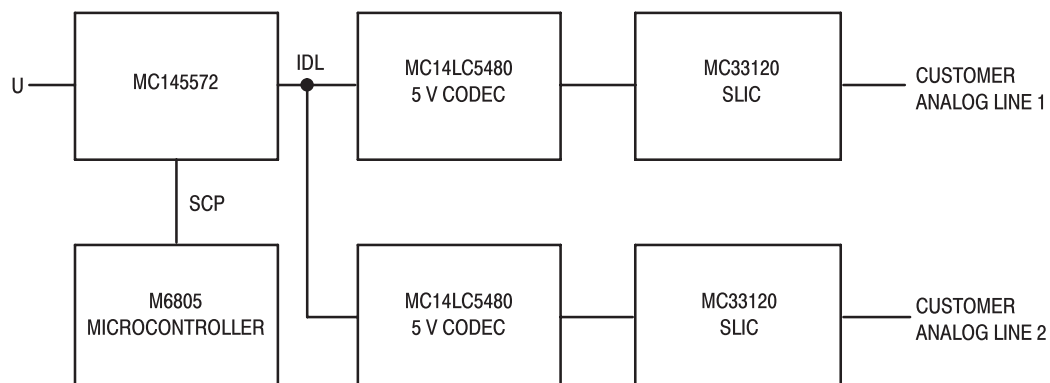 U
MC145572
IDL
MC14LC5480
5 V CODEC
MC33120
SLIC
CUSTOMER
ANALOG LINE 1
SCP
M6805
MICROCONTROLLER
MC14LC5480
5 V CODEC
MC33120
SLIC
CUSTOMER
ANALOG LINE 2